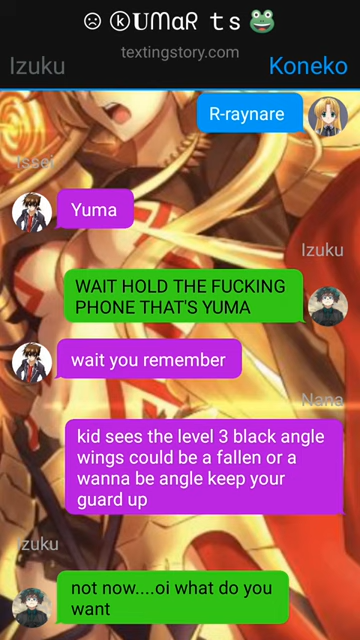 ☹ ⓚUᗰαᖇ ｔｓ🐸
textingstory.com
Izuku Koneko
R-raynare
Issei
Yuma
Izuku
WAIT HOLD THE FUCKING
PHONE THAT'S YUMA
wait you remember
Nana
kid sees the level 3 black angle
wings could be a fallen or a
wanna be angle keep your
guard up
Izuku
not now....oi what do you
want